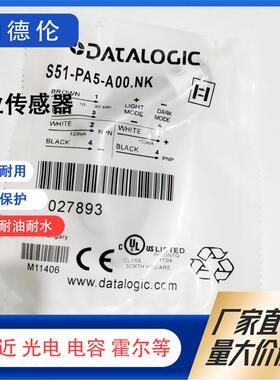 德伦
DATALOGIC
S51-PA5-A00.NK
BROWN 1
10 30 VDC
LIGHT MODE
DARK MODE
WHITE 2
150mA
NPN
WHITE 2
150mA
BLACK 4
BLACK 4
PNP
传感器
耐用
保护
耐油耐水
027893
Hungary
M11406
CE
UL US LISTED
CLASS 2
www.datalogic.com
近 光电 电容 霍尔等
厂家直
量大价